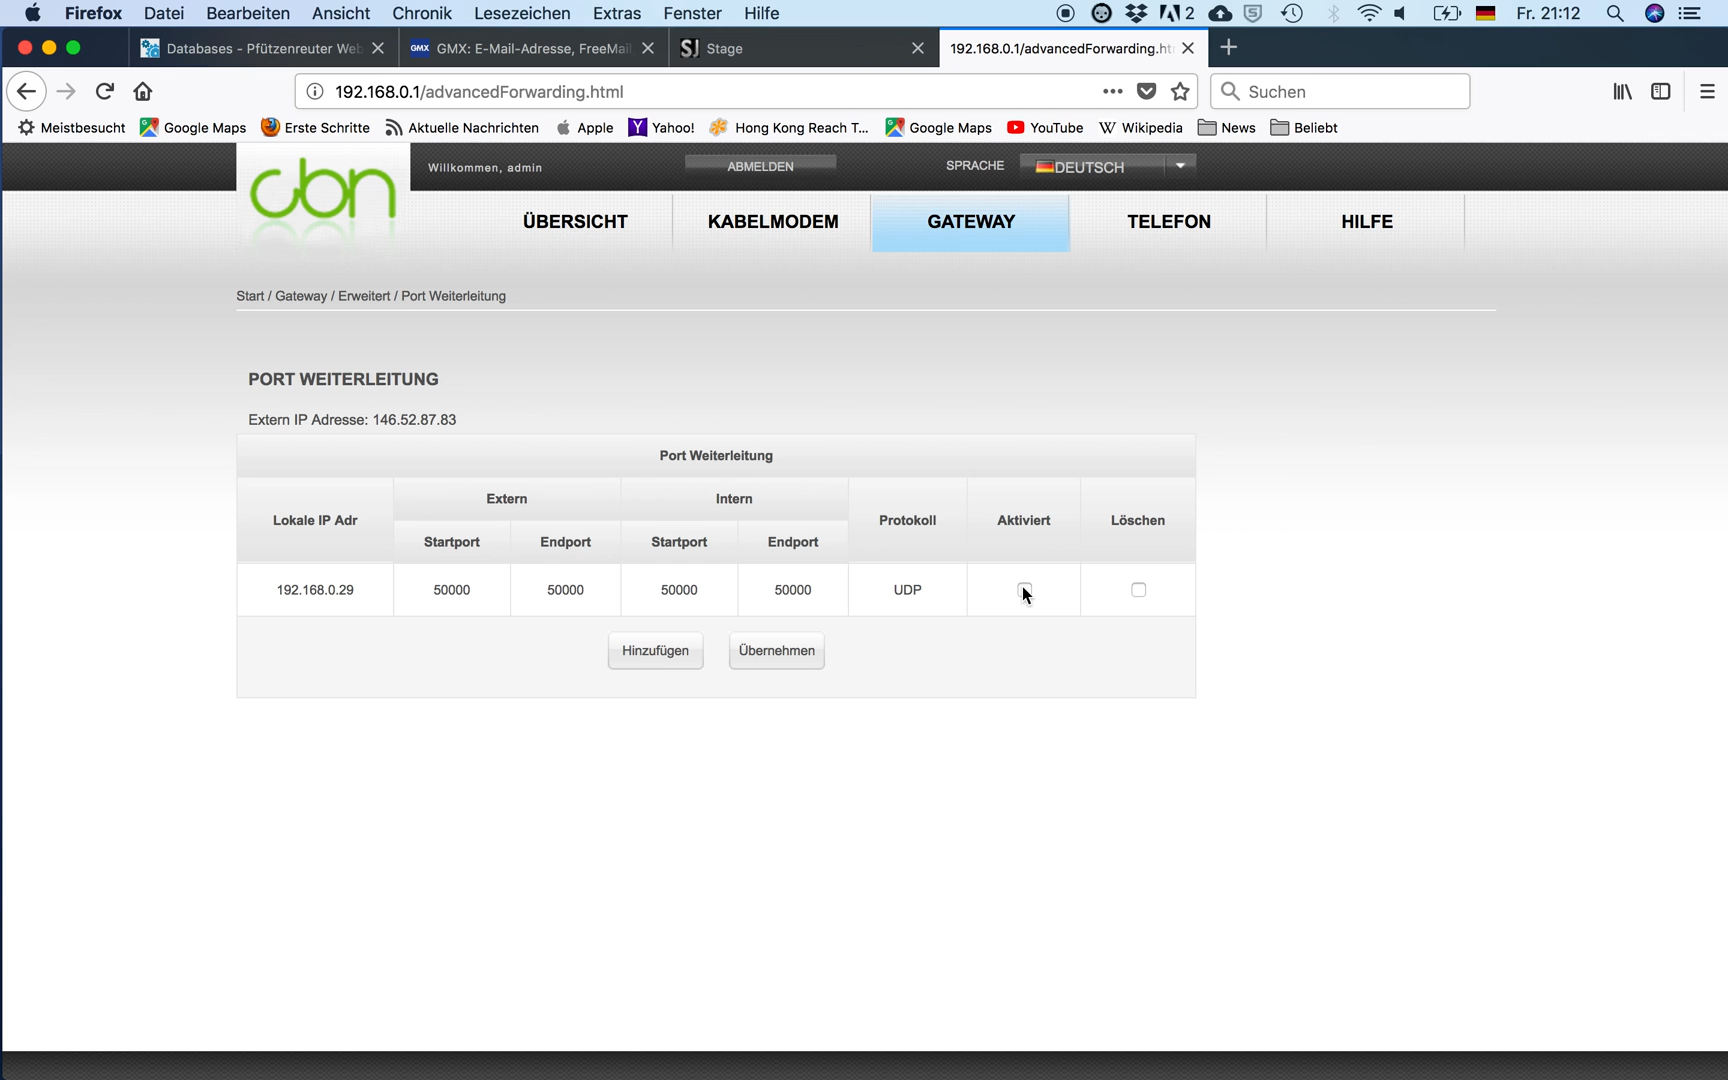 Firefox Datei Bearbeiten Ansicht Chronik Lesezeichen Extras Fenster Hilfe 2 Fr. 21:12
Databases - Pfützenreuter Web GMX: E-Mail-Adresse, FreeMail Stage 192.168.0.1/advancedForwarding.htm
192.168.0.1/advancedForwarding.html Suchen
Meistbesucht Google Maps Erste Schritte Aktuelle Nachrichten Apple Yahoo! Hong Kong Reach T... Google Maps YouTube Wikipedia News Beliebt
cbn Willkommen, admin ABMELDEN SPRACHE DEUTSCH
ÜBERSICHT KABELMODEM GATEWAY TELEFON HILFE
Start / Gateway / Erweitert / Port Weiterleitung
PORT WEITERLEITUNG
Extern IP Adresse: 146.52.87.83
Port Weiterleitung
Lokale IP Adr Extern Intern Protokoll Aktiviert Löschen
Startport Endport Startport Endport
192.168.0.29 50000 50000 50000 50000 UDP
Hinzufügen Übernehmen